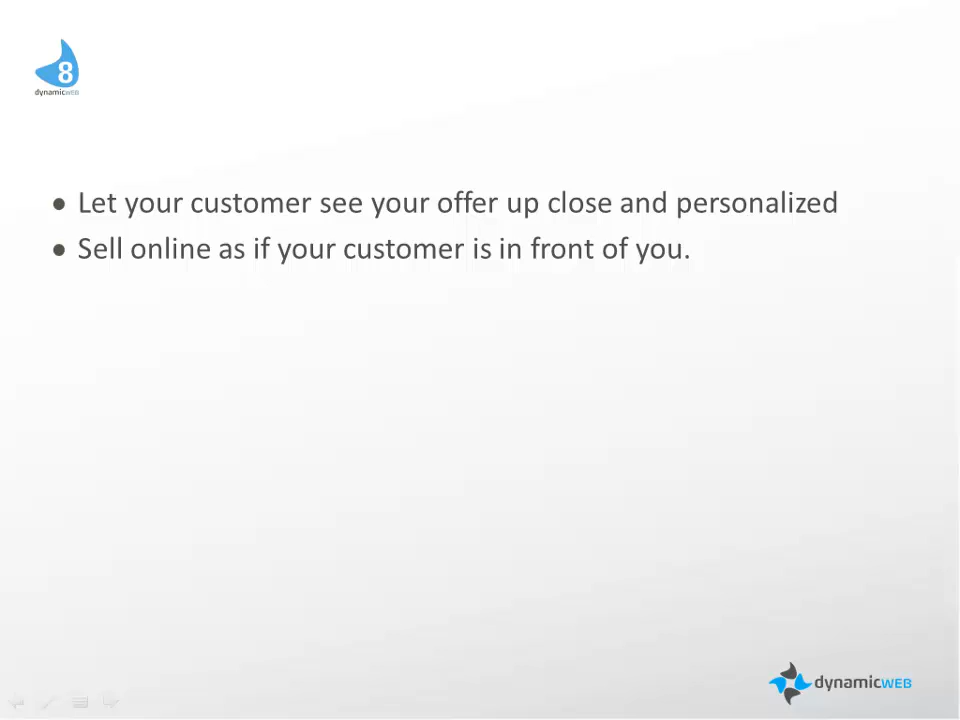 8
dynamicWEB
• Let your customer see your offer up close and personalized
• Sell online as if your customer is in front of you.
dynamicWEB